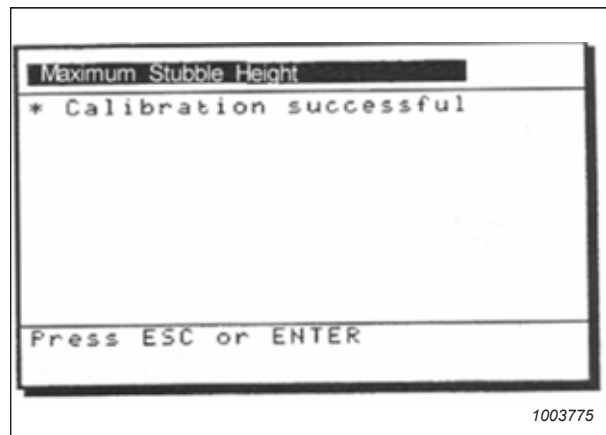 Maximum Stubble Height
* Calibration successful
Press ESC or ENTER
1003775